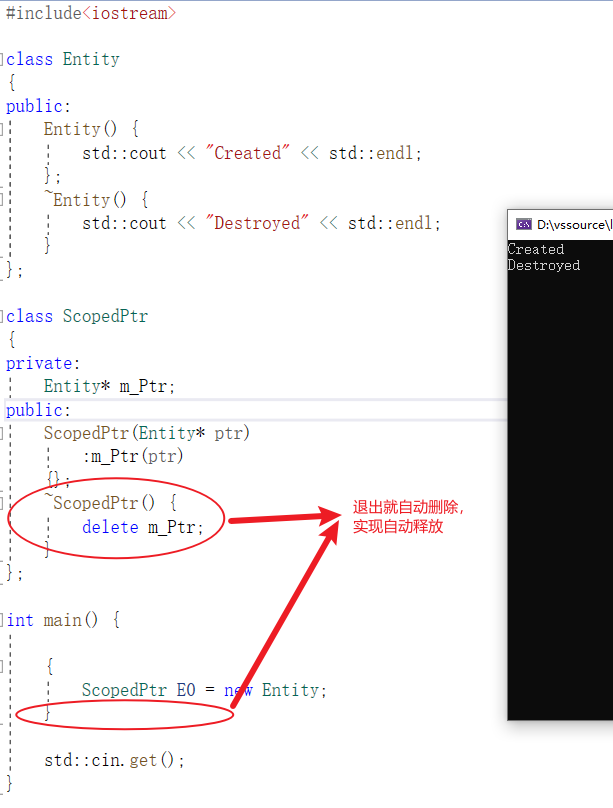 #include<iostream>
class Entity
{
public:
Entity() {
std::cout << "Created" << std::endl;
};
~Entity() {
std::cout << "Destroyed" << std::endl;
}
};
D:\vssource\l
Created
Destroyed
class ScopedPtr
{
private:
Entity* m_Ptr;
public:
ScopedPtr(Entity* ptr)
:m_Ptr(ptr)
{};
~ScopedPtr() {
delete m_Ptr;
}
};
退出就自动删除，
实现自动释放
int main() {
{
ScopedPtr E0 = new Entity;
}
std::cin.get();
}